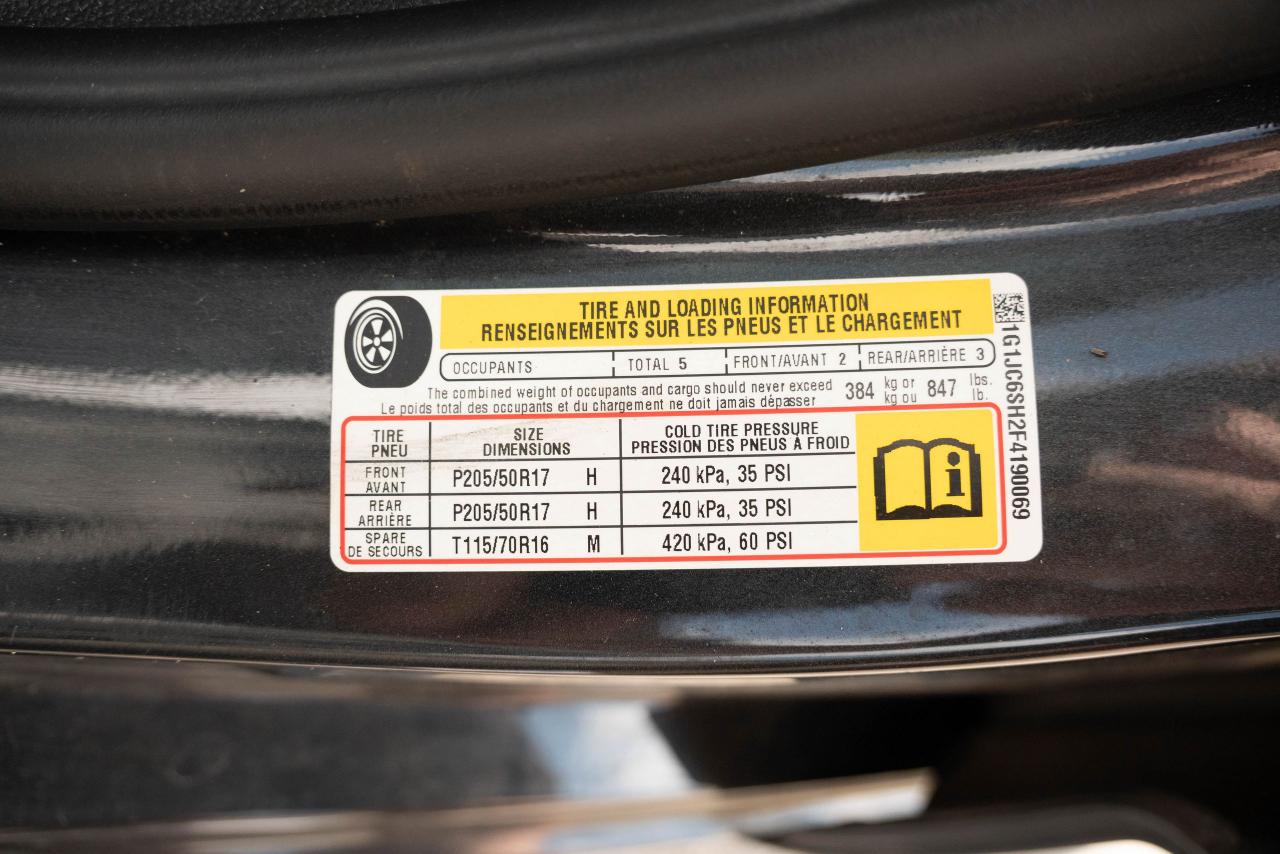 TIRE AND LOADING INFORMATION
RENSEIGNEMENTS SUR LES PNEUS ET LE CHARGEMENT
OCCUPANTS TOTAL 5 FRONT/AVANT 2 REAR/ARRIÈRE 3
The combined weight of occupants and cargo should never exceed 384 kg or 847 lbs.
Le poids total des occupants et du chargement ne doit jamais dépasser kg ou lb.
TIRE SIZE COLD TIRE PRESSURE
PNEU DIMENSIONS PRESSION DES PNEUS À FROID
FRONT
AVANT P205/50R17 H 240 kPa, 35 PSI
REAR
ARRIÈRE P205/50R17 H 240 kPa, 35 PSI
SPARE
DE SECOURS T115/70R16 M 420 kPa, 60 PSI
i
1G1JC6SH2F4190069